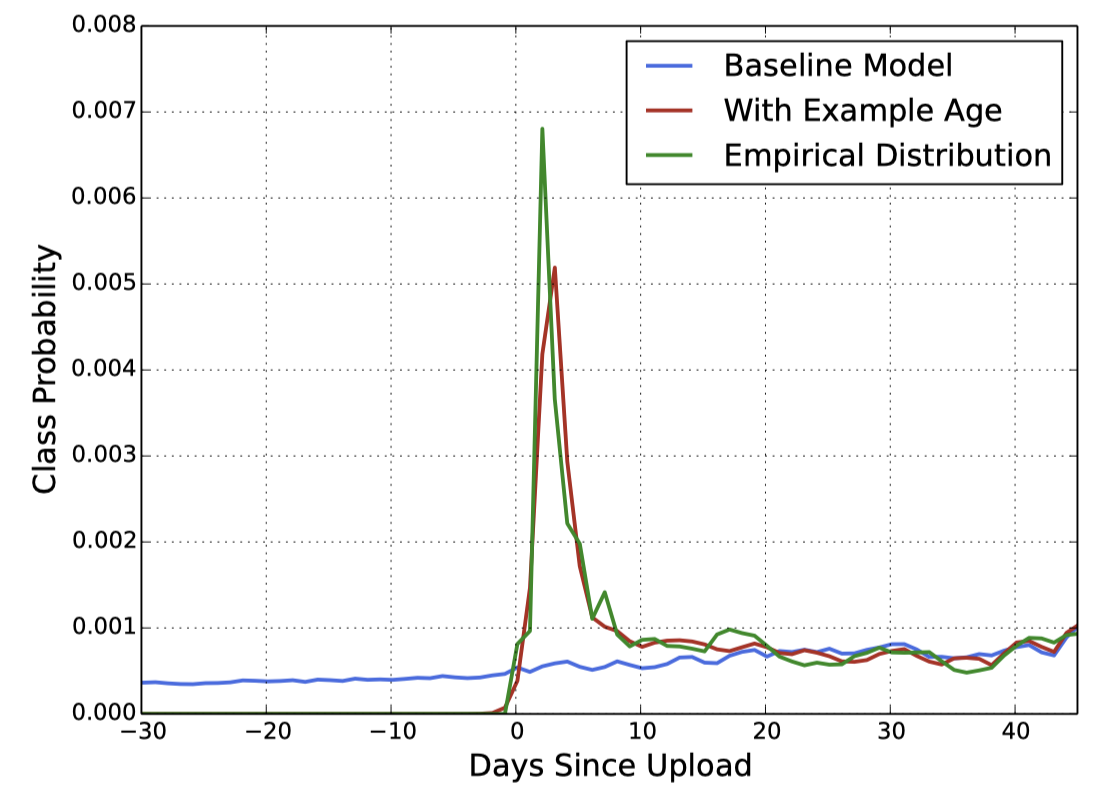 0.008
0.007
0.006
0.005
0.004
0.003
0.002
0.001
0.000
Class Probability
Baseline Model
With Example Age
Empirical Distribution
−30 −20 −10 0 10 20 30 40
Days Since Upload